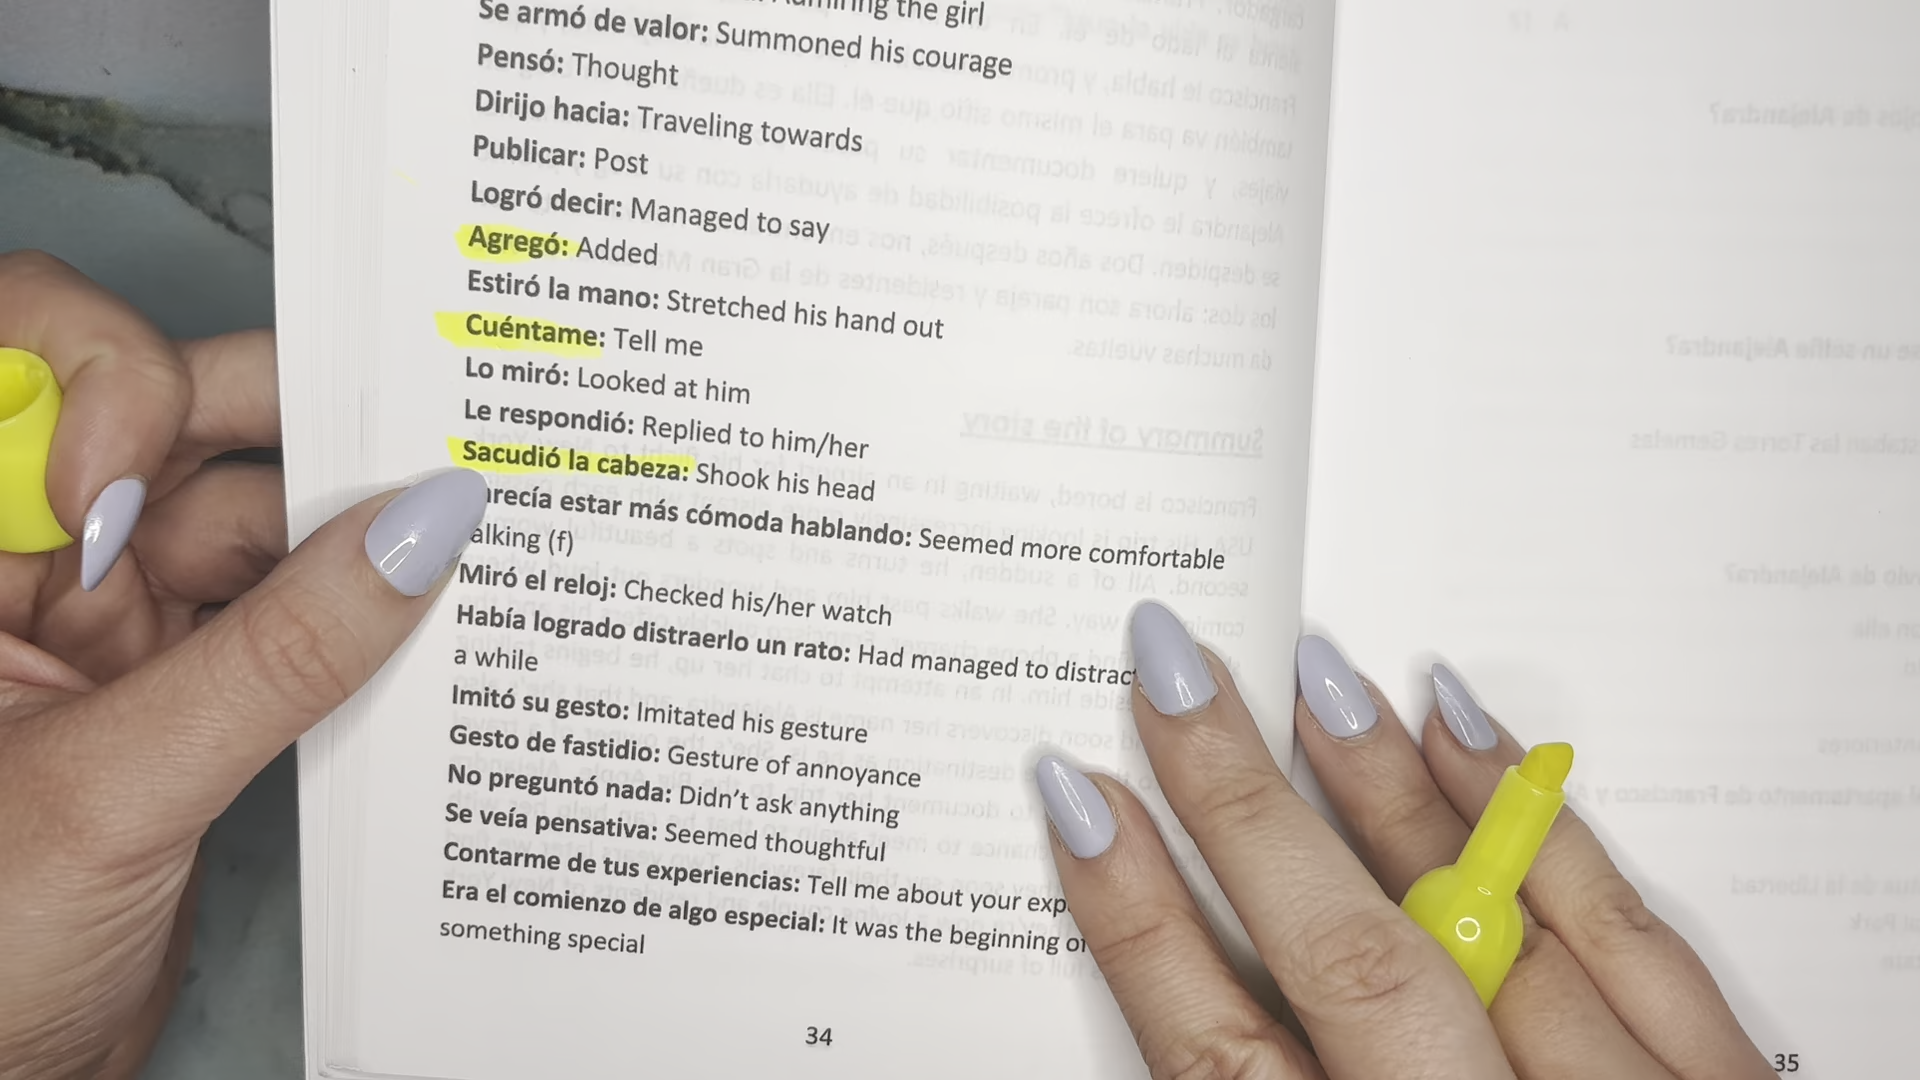 the girl
Se armó de valor: Summoned his courage
Pensó: Thought
Dirijo hacia: Traveling towards
Publicar: Post
Logró decir: Managed to say
Agregó: Added
Estiró la mano: Stretched his hand out
Cuéntame: Tell me
Lo miró: Looked at him
Le respondió: Replied to him/her
Sacudió la cabeza: Shook his head
estar más cómoda hablando: Seemed more comfortable
(f)
Miró el reloj: Checked his/her watch
Había logrado distraerlo un rato: Had managed to
a while
Imitó su gesto: Imitated his gesture
Gesto de fastidio: Gesture of annoyance
No preguntó nada: Didn't ask anything
Se veía pensativa: Seemed thoughtful
Contarme de tus experiencias: Tell me about your
Era el comienzo de algo especial: It was the beginning
something special
34
35